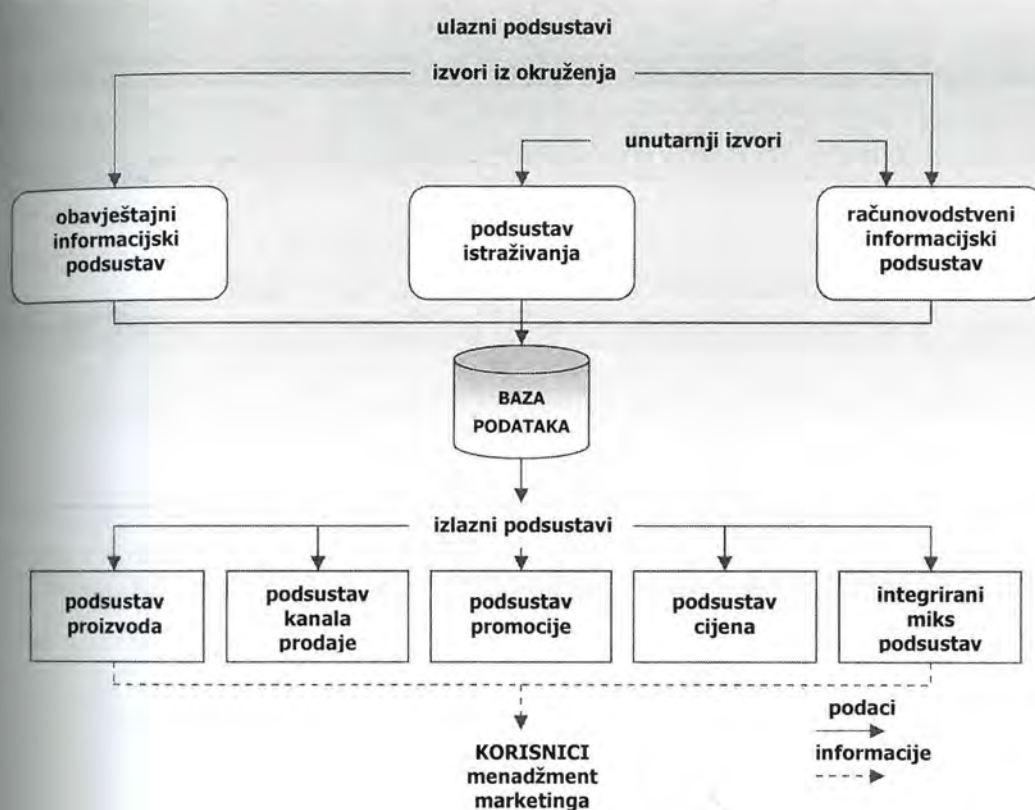 ulazni podsustavi
izvori iz okruženja
unutarnji izvori
obavještajni
informacijski
podsustav
podsustav
istraživanja
računovodstveni
informacijski
podsustav
BAZA
PODATAKA
izlazni podsustavi
podsustav
proizvoda
podsustav
kanala
prodaje
podsustav
promocije
podsustav
cijena
integrirani
miks
podsustav
podaci
informacije
KORISNICI
menadžment
marketinga